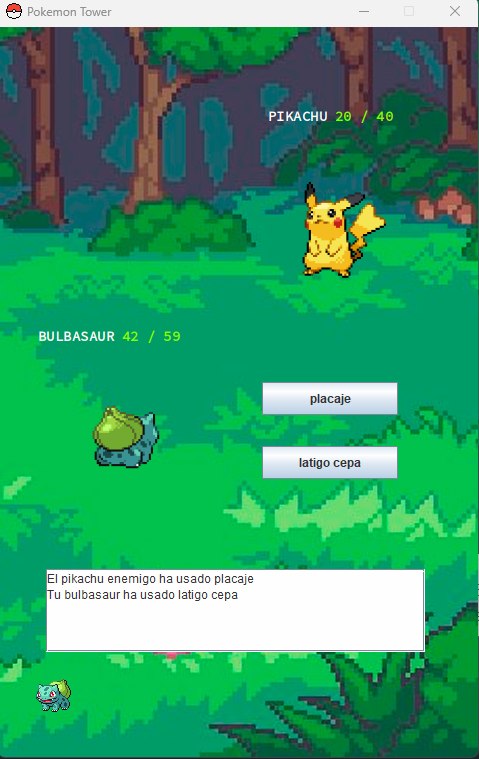 Pokemon Tower
PIKACHU 20 / 40
BULBASAUR 42 / 59
placaje
latigo cepa
El pikachu enemigo ha usado placaje
Tu bulbasaur ha usado latigo cepa